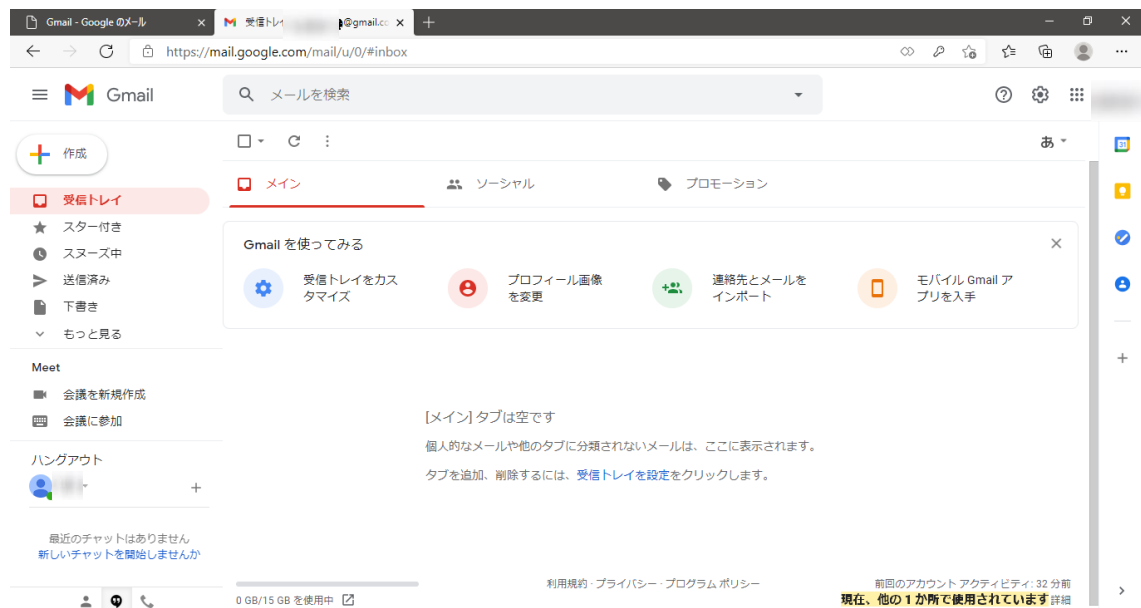 Gmail - Google のメール
受信トレイ
@gmail.cc
https://mail.google.com/mail/u/0/#inbox
Gmail
メールを検索
作成
あ
31
メイン
ソーシャル
プロモーション
受信トレイ
スター付き
スヌーズ中
送信済み
下書き
もっと見る
Gmail を使ってみる
受信トレイをカス
タマイズ
プロフィール画像
を変更
連絡先とメールを
インポート
モバイル Gmail ア
プリを入手
Meet
会議を新規作成
会議に参加
ハングアウト
最近のチャットはありません
新しいチャットを開始しませんか
[メイン] タブは空です
個人的なメールや他のタブに分類されないメールは、ここに表示されます。
タブを追加、削除するには、受信トレイを設定をクリックします。
0 GB/15 GB を使用中
利用規約 · プライバシー · プログラム ポリシー
前回のアカウント アクティビティ: 32 分前
現在、他の 1 か所で使用されています 詳細